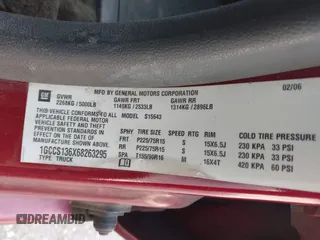 MFD BY GENERAL MOTORS CORPORATION
02/06
GVWR GAWR FRT GAWR RR
2268KG / 5000LB 1149KG / 2533LB 1314KG / 2895LB
THIS VEHICLE CONFORMS TO ALL MODEL: S15643
APPLICABLE U.S. FEDERAL MOTOR
VEHICLE SAFETY AND THEFT PREVENTION
STANDARDS IN EFFECT ON THE DATE OF
MANUFACTURE SHOWN ABOVE.
1GCCS136X68263295
TYPE: TRUCK
TIRE SIZE SPEED RTG RIM COLD TIRE PRESSURE
FRT P225/75R15 S 15X6.5J 230 KPA 33 PSI
RR P225/75R15 S 15X6.5J 230 KPA 33 PSI
SPA T155/90R16 M 16X4T 420 KPA 60 PSI
GM
AUTOBIDMASTER